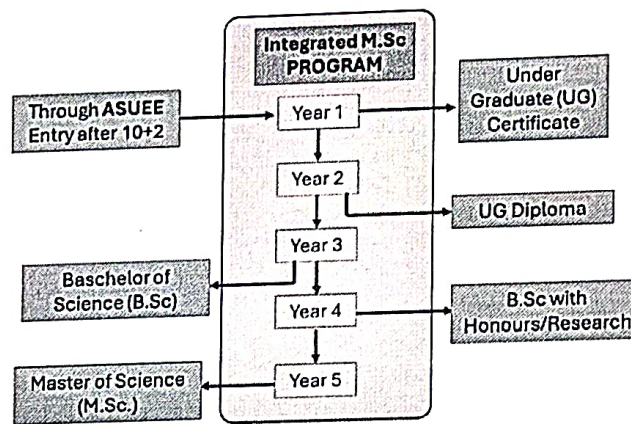 Integrated M.Sc
PROGRAM
Through ASUEE
Entry after 10+2
Year 1
Under
Graduate (UG)
Certificate
Year 2
UG Diploma
Year 3
Baschelor of
Science (B.Sc)
Year 4
B.Sc with
Honours/Research
Year 5
Master of Science
(M.Sc.)